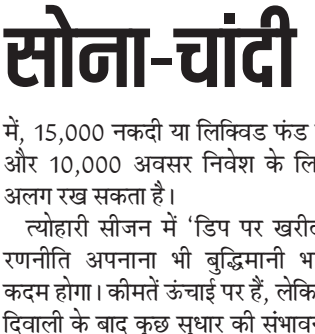 सोना-चांदी
में, 15,000 नकदी या लिक्विड फंड
और 10,000 अवसर निवेश के लि
अलग रख सकता है।
त्योहारी सीजन में ‘डिप पर खरीद
रणनीति अपनाना भी बुद्धिमानी भ
कदम होगा। कीमतें ऊंचाई पर हैं, लेकि
दिवाली के बाद कुछ सुधार की संभाव